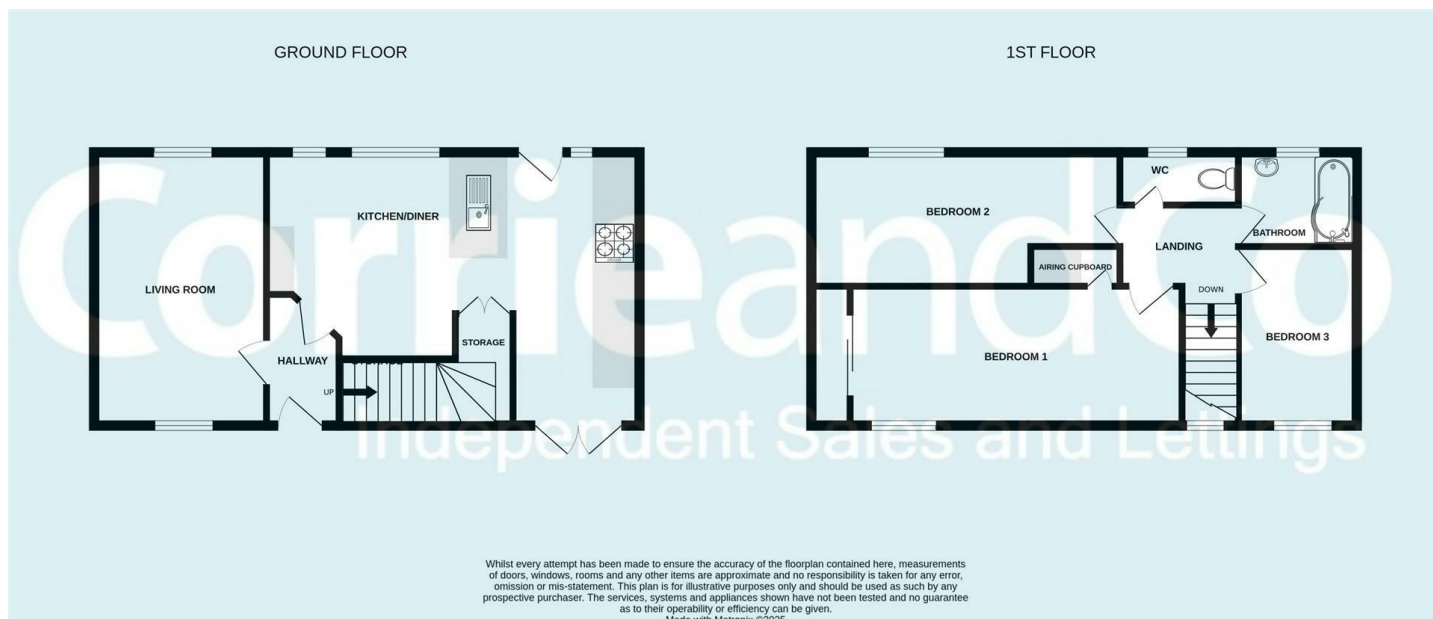 GROUND FLOOR
1ST FLOOR
CorrieandCo
Independent Sales and Lettings
KITCHEN/DINER
LIVING ROOM
STORAGE
HALLWAY
UP
WC
BEDROOM 2
BATHROOM
LANDING
AIRING CUPBOARD
DOWN
BEDROOM 3
BEDROOM 1
Whilst every attempt has been made to ensure the accuracy of the floorplan contained here, measurements
of doors, windows, rooms and any other items are approximate and no responsibility is taken for any error,
omission or mis-statement. This plan is for illustrative purposes only and should be used as such by any
prospective purchaser. The services, systems and appliances shown have not been tested and no guarantee
as to their operability or efficiency can be given.
Made with Metropix ©2025